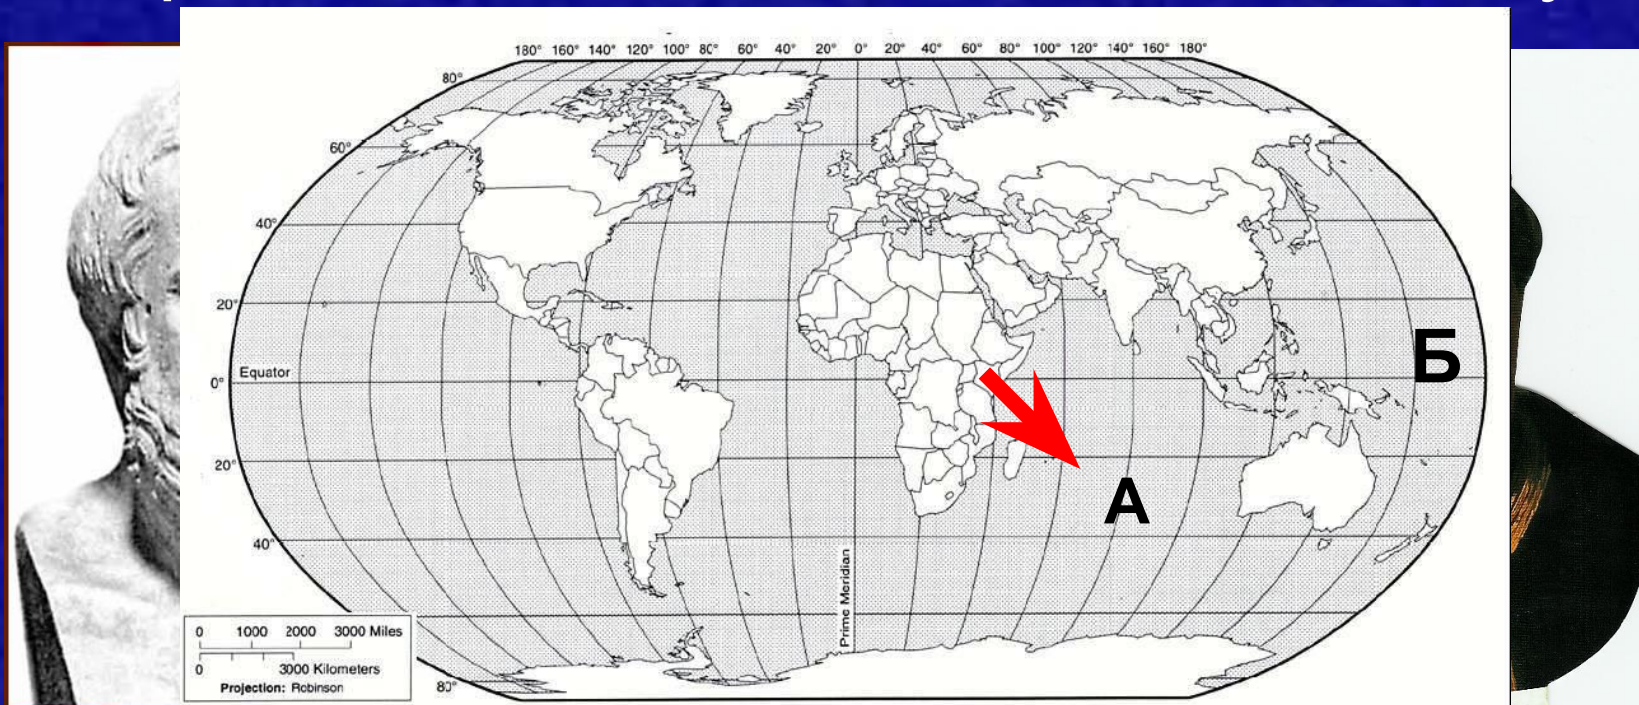 180° 160° 140° 120° 100° 80° 60° 40° 20° 0° 20° 40° 60° 80° 100° 120° 140° 160° 180°
80°
60°
40°
20°
Б
Equator
0°
20°
А
40°
Prime Meridian
0 1000 2000 3000 Miles
0 3000 Kilometers
Projection: Robinson
80°